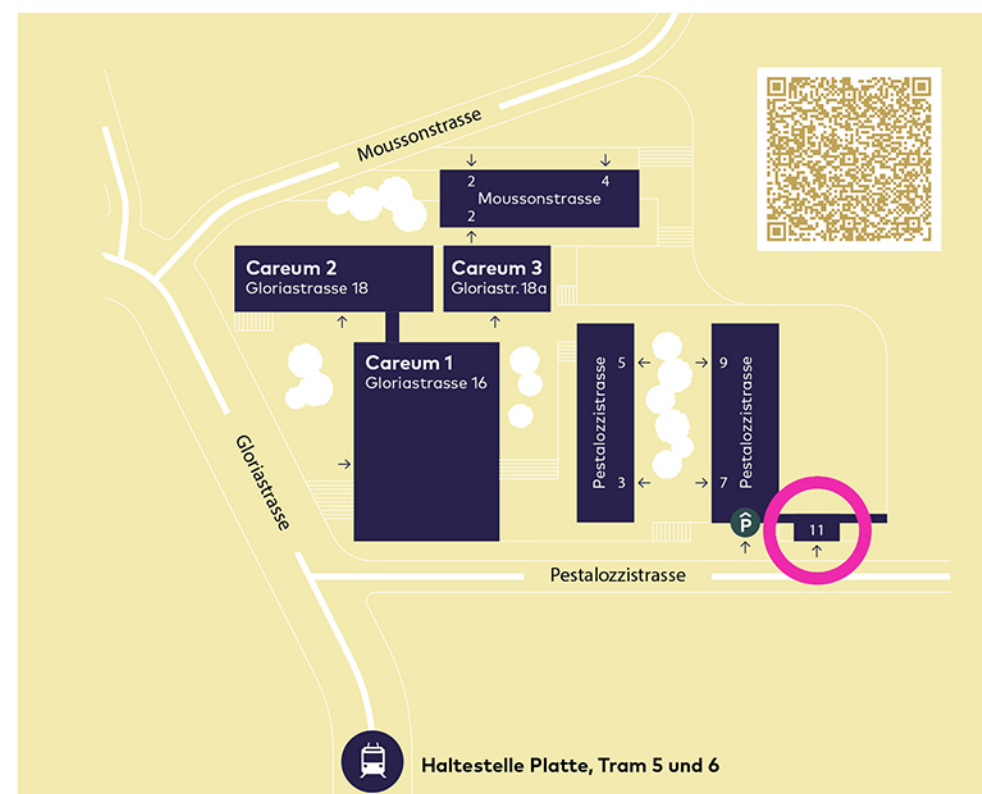 Moussonstrasse
2
4
Moussonstrasse
2
Careum 2
Gloriastrasse 18
Careum 3
Gloriastr. 18a
Careum 1
Gloriastrasse 16
Pestalozzistrasse
5
3
9
7
Pestalozzistrasse
Gloriastrasse
P
11
Pestalozzistrasse
Haltestelle Platte, Tram 5 und 6